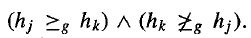 (h_j ≥_g h_k) ∧ (h_k ≱_g h_j).